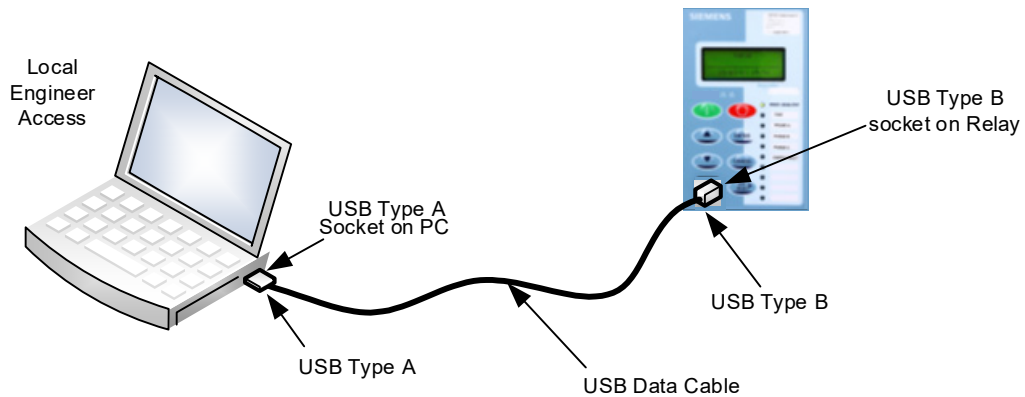 Local
Engineer
Access
SIEMENS
USB Type B
socket on Relay
USB Type A
Socket on PC
USB Type B
USB Type A
USB Data Cable